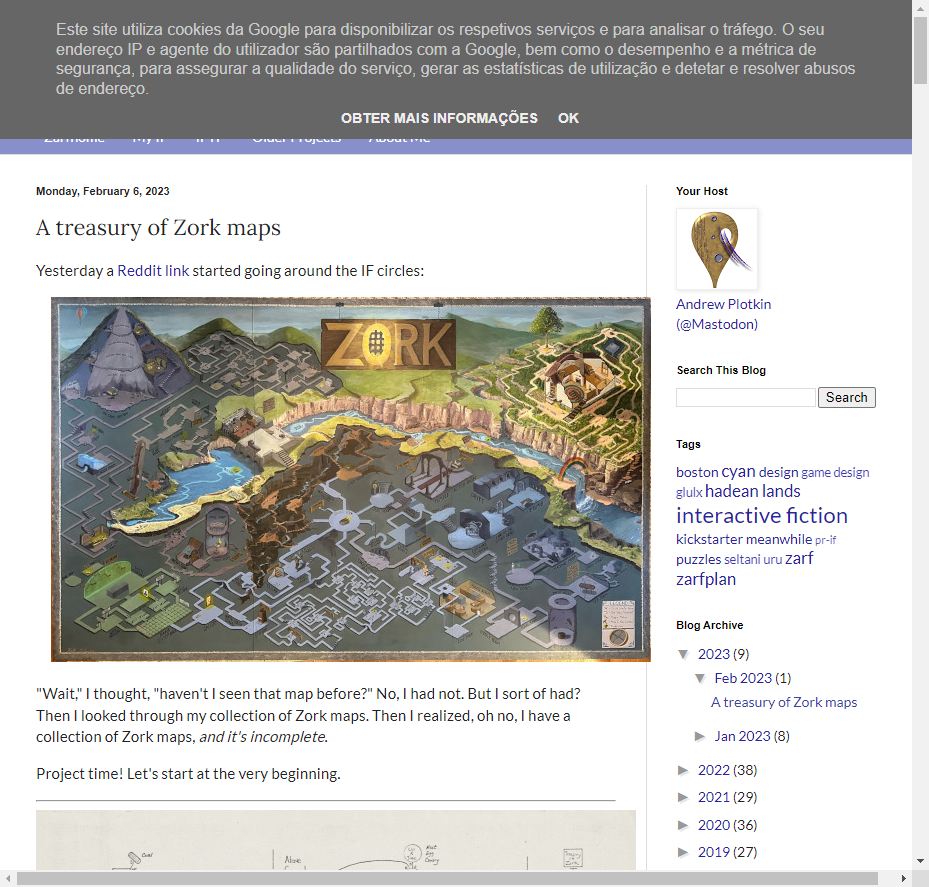 Este site utiliza cookies da Google para disponibilizar os respetivos serviços e para analisar o tráfego. O seu
endereço IP e agente do utilizador são partilhados com a Google, bem como o desempenho e a métrica de
segurança, para assegurar a qualidade do serviço, gerar as estatísticas de utilização e detetar e resolver abusos
de endereço.
OBTER MAIS INFORMAÇÕES OK
Zarfhome My IF IFTF Older Projects About Me
Monday, February 6, 2023
A treasury of Zork maps
Yesterday a Reddit link started going around the IF circles:
ZORK
"Wait," I thought, "haven't I seen that map before?" No, I had not. But I sort of had?
Then I looked through my collection of Zork maps. Then I realized, oh no, I have a
collection of Zork maps, and it's incomplete.
Project time! Let's start at the very beginning.
Your Host
Andrew Plotkin
(@Mastodon)
Search This Blog
Search
Tags
boston cyan design game design
glulx hadean lands
interactive fiction
kickstarter meanwhile pr-if
puzzles seltani uru zarf
zarfplan
Blog Archive
▼ 2023 (9)
▼ Feb 2023 (1)
A treasury of Zork maps
► Jan 2023 (8)
► 2022 (38)
► 2021 (29)
► 2020 (36)
► 2019 (27)